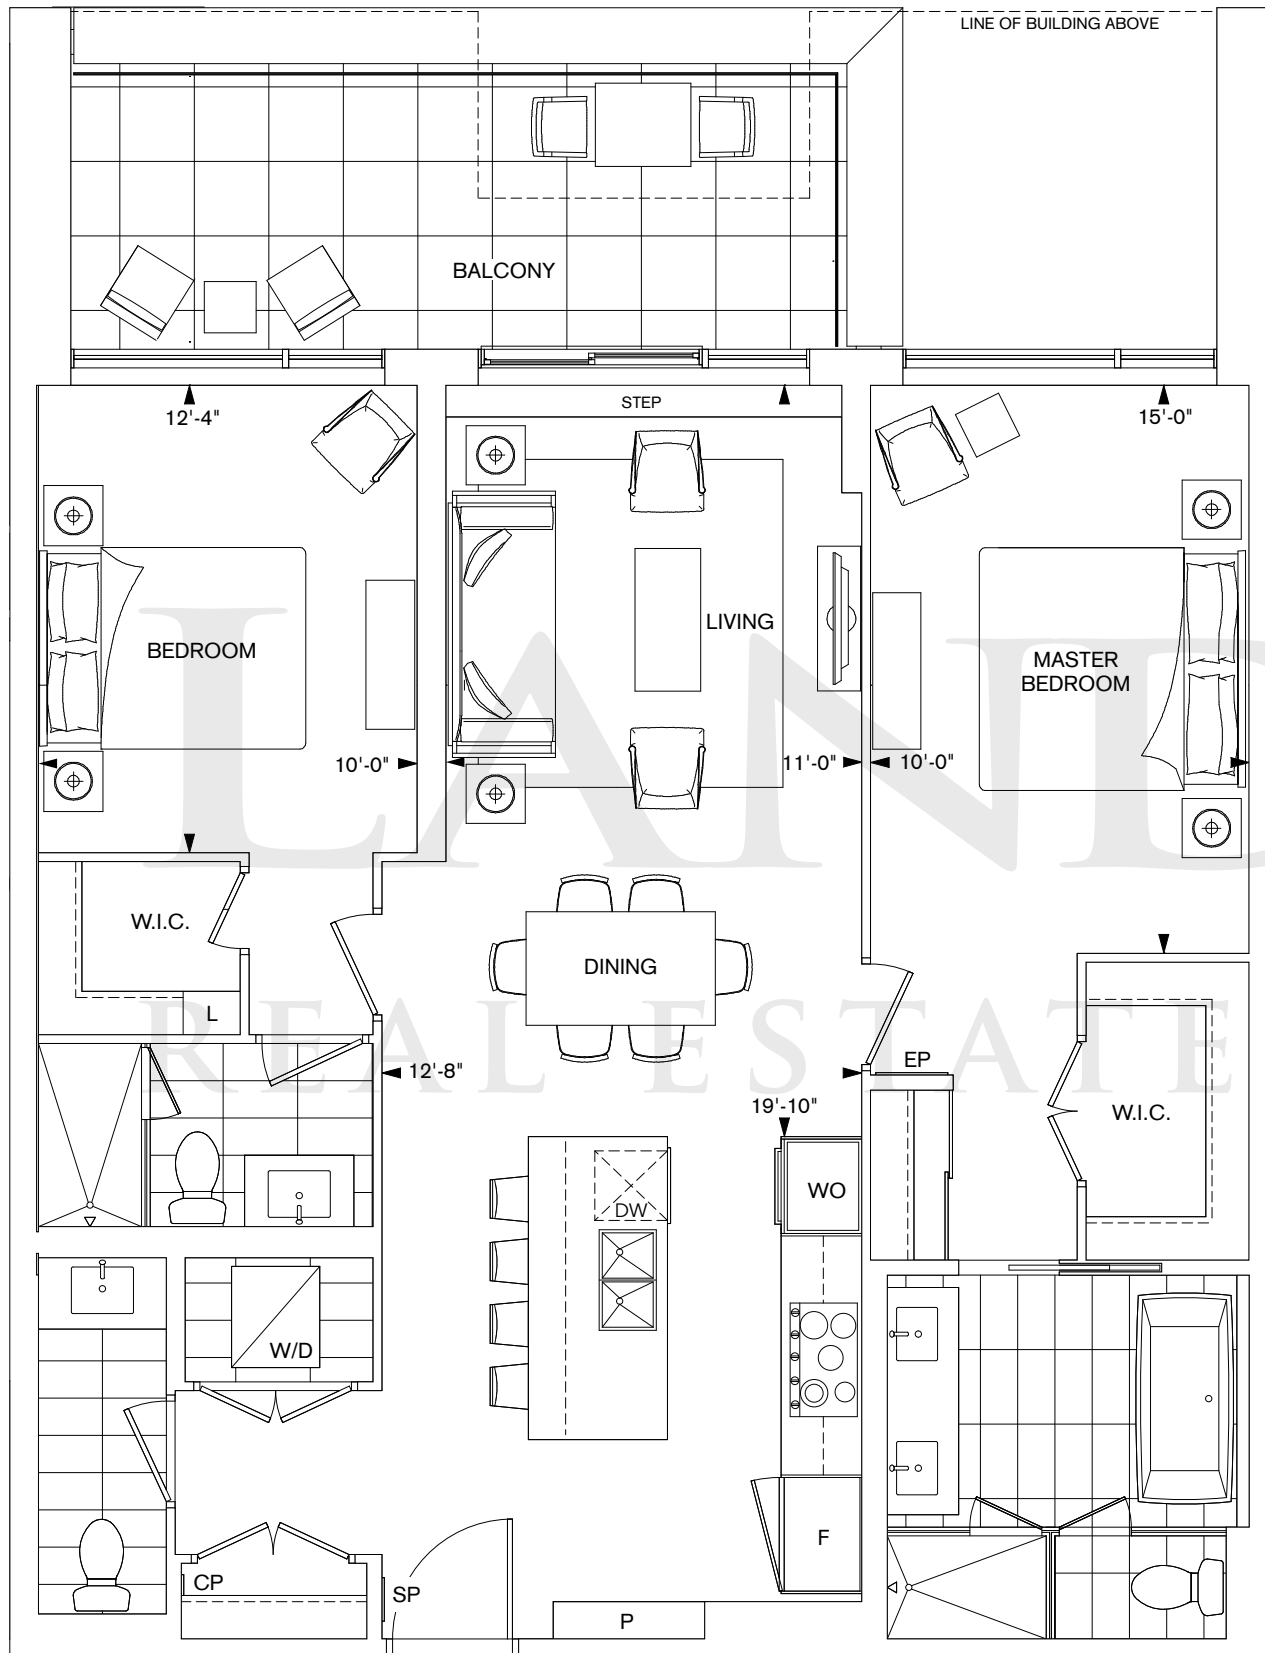 LINE OF BUILDING ABOVE
BALCONY
12'-4"
STEP
15'-0"
LIVING
BEDROOM
MASTER
BEDROOM
LAND
10'-0"
11'-0"
10'-0"
W.I.C.
DINING
L
REAL ESTATE
EP
12'-8"
19'-10"
W.I.C.
WO
DW
W/D
F
CP
SP
P